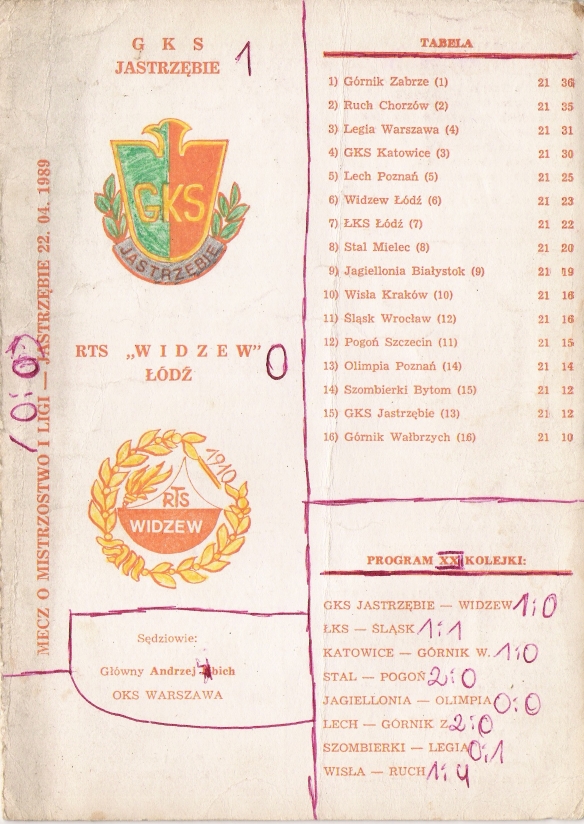 G K S
JASTRZĘBIE 1
GKS
JASTRZĘBIE
MECZ O MISTRZOSTWO I LIGI — JASTRZĘBIE 22. 04. 1989
(0:0)
RTS „W I D Z E W" 0
ŁÓDŹ
1910
RTS
WIDZEW
Sędziowie:
Główny Andrzej
OKS WARSZAWA
TABELA
1) Górnik Zabrze (1) 21 36
2) Ruch Chorzów (2) 21 35
3) Legia Warszawa (4) 21 31
4) GKS Katowice (3) 21 30
5) Lech Poznań (5) 21 25
6) Widzew Łódź (6) 21 23
7) ŁKS Łódź (7) 21 22
8) Stal Mielec (8) 21 20
9) Jagiellonia Białystok (9) 21 19
10) Wisła Kraków (10) 21 16
11) Śląsk Wrocław (12) 21 16
12) Pogoń Szczecin (11) 21 15
13) Olimpia Poznań (14) 21 14
14) Szombierki Bytom (15) 21 12
15) GKS Jastrzębie (13) 21 12
16) Górnik Wałbrzych (16) 21 10
PROGRAM KOLEJKI:
GKS JASTRZĘBIE — WIDZEW 1:0
ŁKS — ŚLĄSK 1:1
KATOWICE — GÓRNIK W. 1:0
STAL — POGOŃ 2:0
JAGIELLONIA — OLIMPIA 0:0
LECH — GÓRNIK Z. 2:0
SZOMBIERKI — LEGIA 0:1
WISŁA — RUCH 1:4